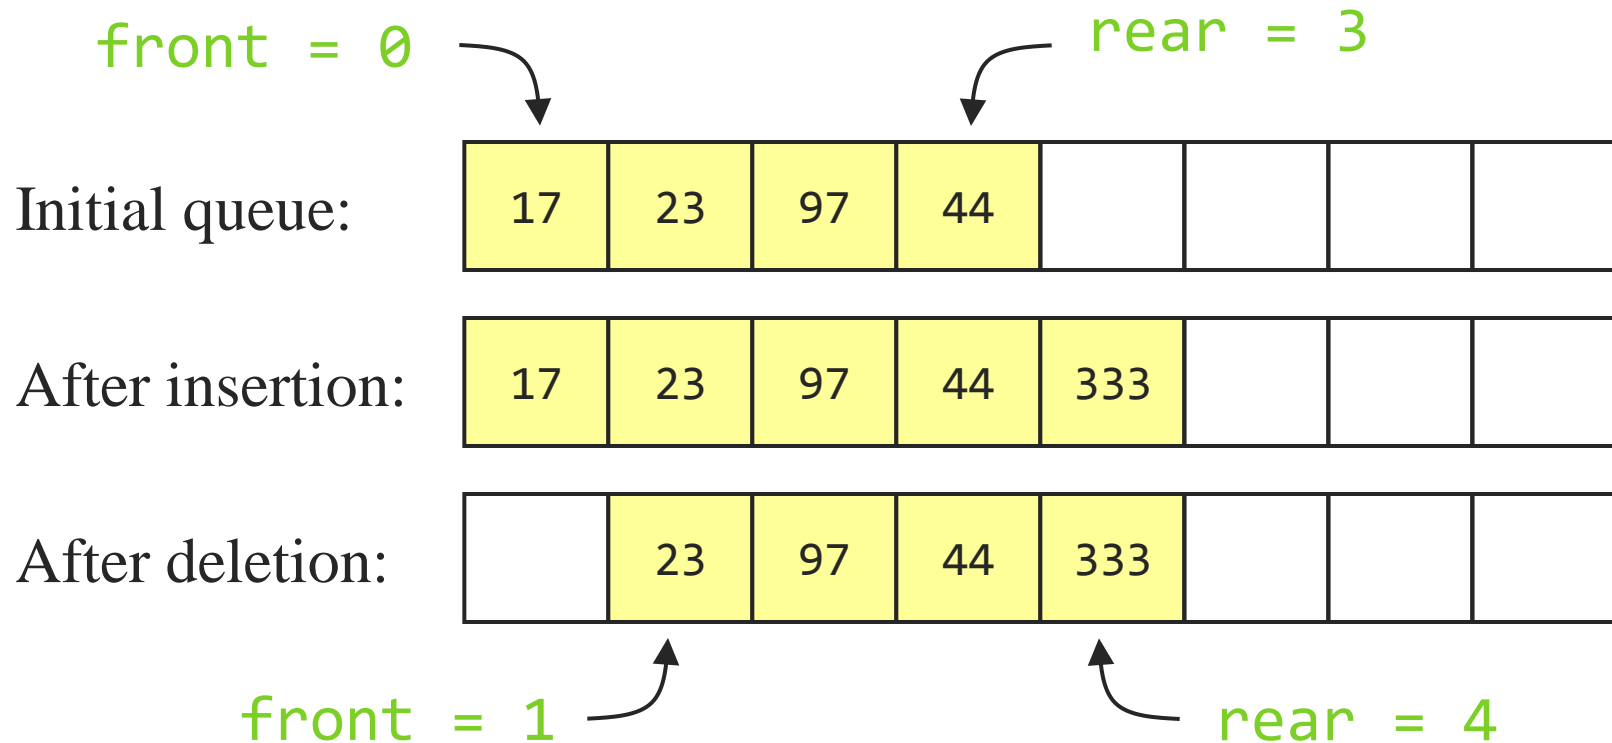 front = 0
rear = 3
Initial queue: 17 23 97 44
After insertion: 17 23 97 44 333
After deletion: 23 97 44 333
front = 1
rear = 4